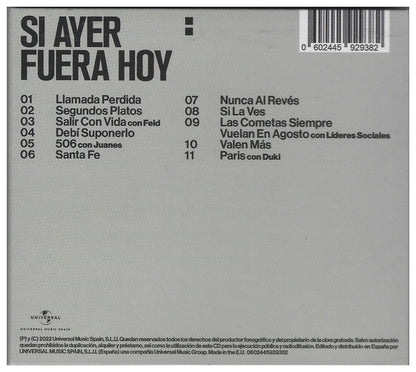 SI AYER :
FUERA HOY
0 602445 929382
01 Llamada Perdida
02 Segundos Platos
03 Salir Con Vida con Feid
04 Debí Suponerlo
05 506 con Juanes
06 Santa Fe
07 Nunca Al Revés
08 Si La Ves
09 Las Cometas Siempre
Vuelan En Agosto con Líderes Sociales
10 Valen Más
11 Paris con Duki
UNIVERSAL
UNIVERSAL MUSIC SPAIN
(P) y (C) 2022 Universal Music Spain, S.L.U. Quedan reservados todos los derechos del productor fonográfico y del propietario de la obra grabada. Salvo autorización
quedan prohibidos la duplicación, alquiler y préstamo, así como la utilización de este CD para la ejecución pública y radiodifusión. Editado y distribuido en España por
UNIVERSAL MUSIC SPAIN, S.L.U. (España) una compañía Universal Music Group. Made in the E.U. 0602445929382